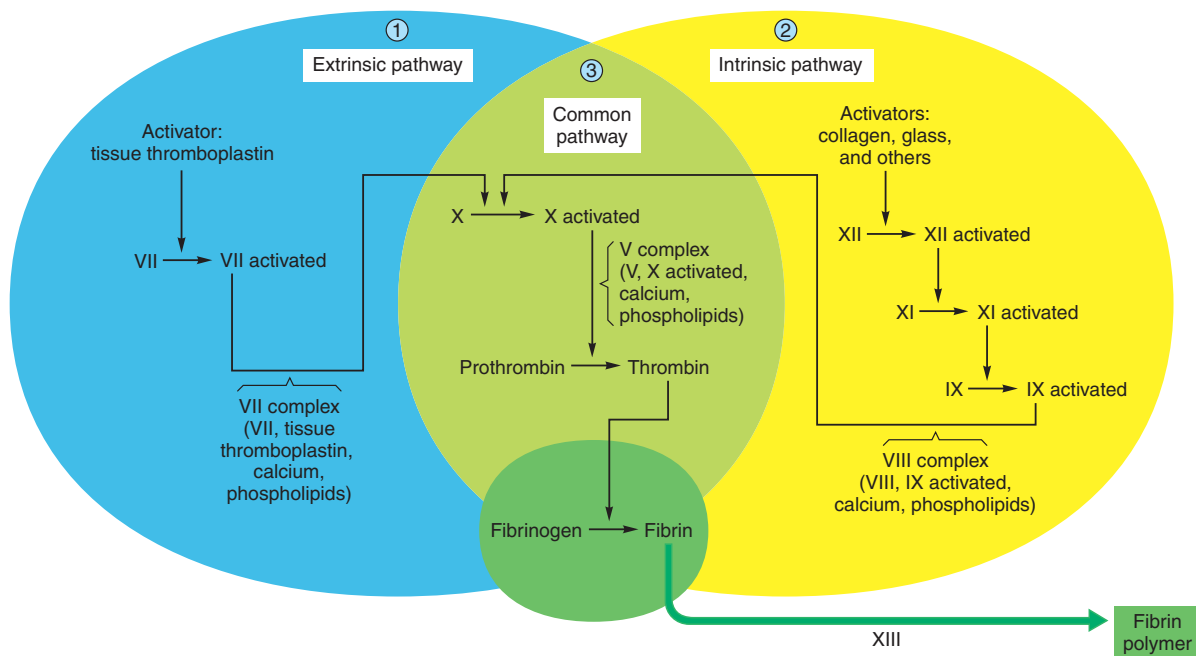 1
Extrinsic pathway
2
Intrinsic pathway
3
Common
pathway
Activator:
tissue thromboplastin
VII
VII activated
VII complex
(VII, tissue
thromboplastin,
calcium,
phospholipids)
X
X activated
V complex
(V, X activated,
calcium,
phospholipids)
Prothrombin
Thrombin
Fibrinogen
Fibrin
Activators:
collagen, glass,
and others
XII
XII activated
XI
XI activated
IX
IX activated
VIII complex
(VIII, IX activated,
calcium, phospholipids)
XIII
Fibrin
polymer